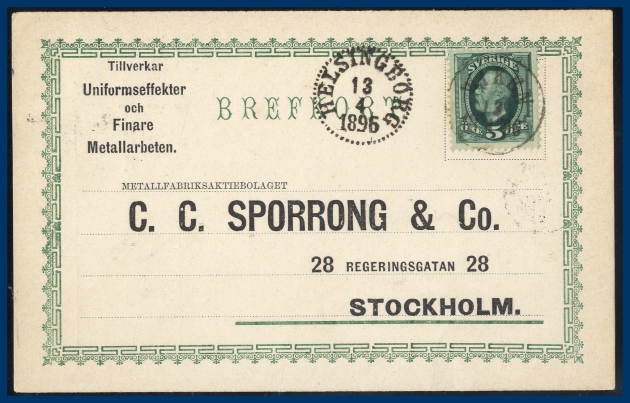 Tillverkar
Uniformseffekter
och
Finare
Metallarbeten.
BREFKORT
HELSINGBORG
13
4
1896
SVERIGE
5
METALLFABRIKSAKTIEBOLAGET
C. C. SPORRONG & Co.
28 REGERINGSGATAN 28
STOCKHOLM.